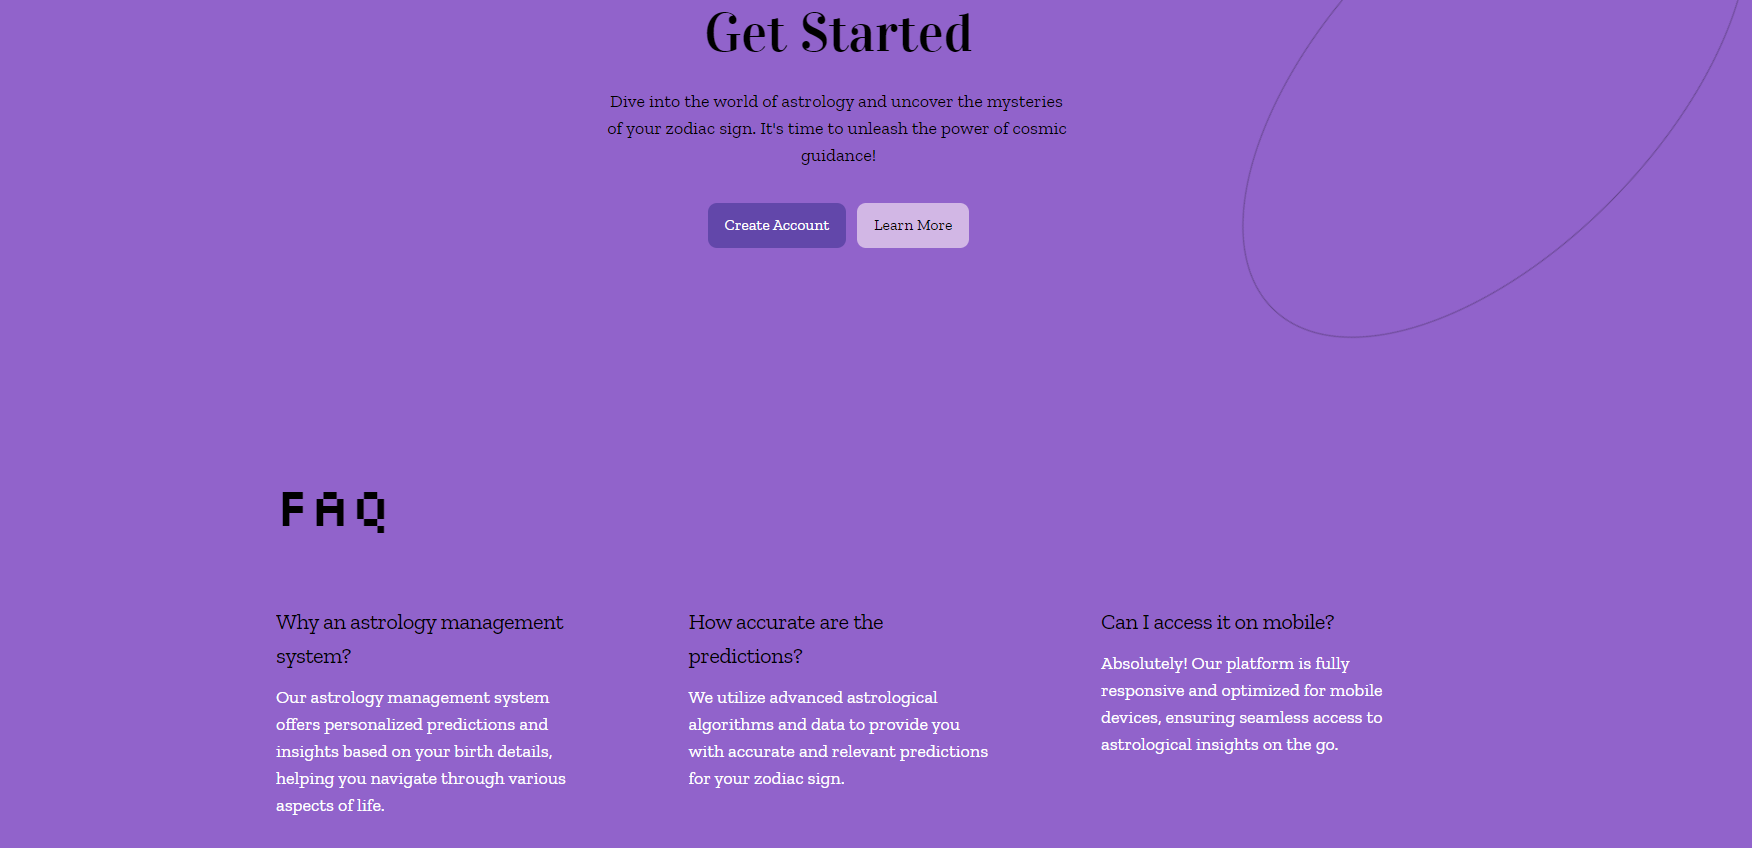 Get Started
Dive into the world of astrology and uncover the mysteries
of your zodiac sign. It's time to unleash the power of cosmic
guidance!
Create Account
Learn More
FAQ
Why an astrology management
system?
Our astrology management system
offers personalized predictions and
insights based on your birth details,
helping you navigate through various
aspects of life.
How accurate are the
predictions?
We utilize advanced astrological
algorithms and data to provide you
with accurate and relevant predictions
for your zodiac sign.
Can I access it on mobile?
Absolutely! Our platform is fully
responsive and optimized for mobile
devices, ensuring seamless access to
astrological insights on the go.